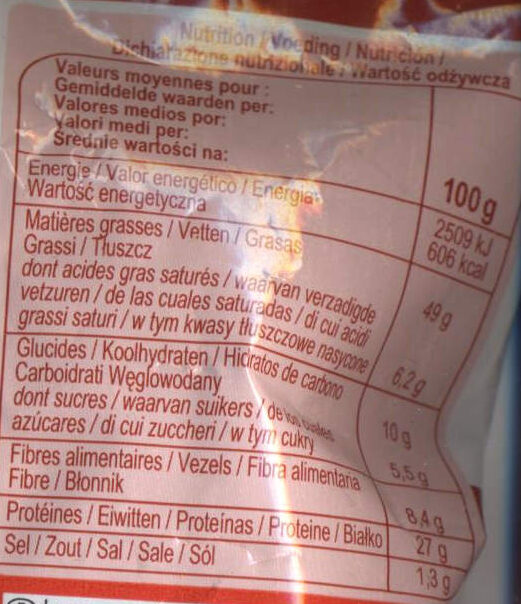 Nutrition / Voeding / Nutrición /
Dichiarazione nutrizionale / Wartość odżywcza
Valeurs moyennes pour :
Gemiddelde waarden per:
Valores medios por:
Valori medi per:
Średnie wartości na:
100 g
Energie / Valor energético / Energia
Wartość energetyczna
2509 kJ
606 kcal
Matières grasses / Vetten / Grasas
Grassi / Tłuszcz
49 g
dont acides gras saturés / waarvan verzadigde
vetzuren / de las cuales saturadas / di cui acidi
grassi saturi / w tym kwasy tłuszczowe nasycone
6,2 g
Glucides / Koolhydraten / Hidratos de carbono
Carboidrati Węglowodany
10 g
dont sucres / waarvan suikers / de los cuales
azúcares / di cui zuccheri / w tym cukry
5,5 g
Fibres alimentaires / Vezels / Fibra alimentaria
Fibre / Błonnik
8,4 g
Protéines / Eiwitten / Proteínas / Proteine / Białko
27 g
Sel / Zout / Sal / Sale / Sól
1,3 g